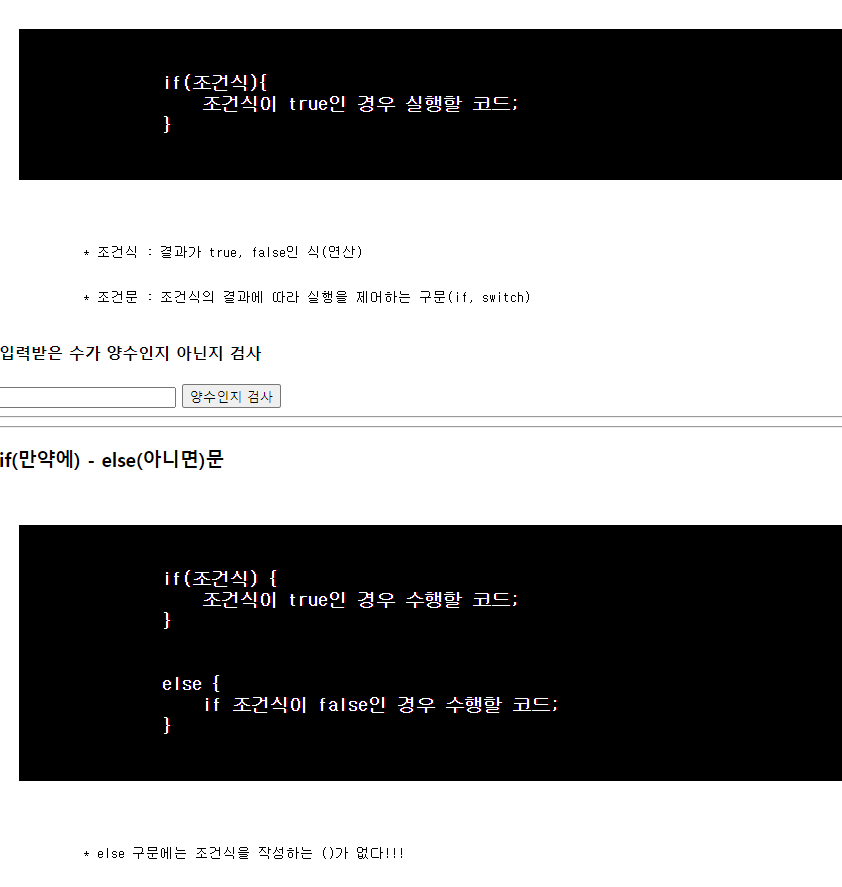 if(조건식){
조건식이 true인 경우 실행할 코드;
}
* 조건식 : 결과가 true, false인 식(연산)
* 조건문 : 조건식의 결과에 따라 실행을 제어하는 구문(if, switch)
입력받은 수가 양수인지 아닌지 검사
양수인지 검사
if(만약에) - else(아니면)문
if(조건식) {
조건식이 true인 경우 수행할 코드;
}
else {
if 조건식이 false인 경우 수행할 코드;
}
* else 구문에는 조건식을 작성하는 ()가 없다!!!